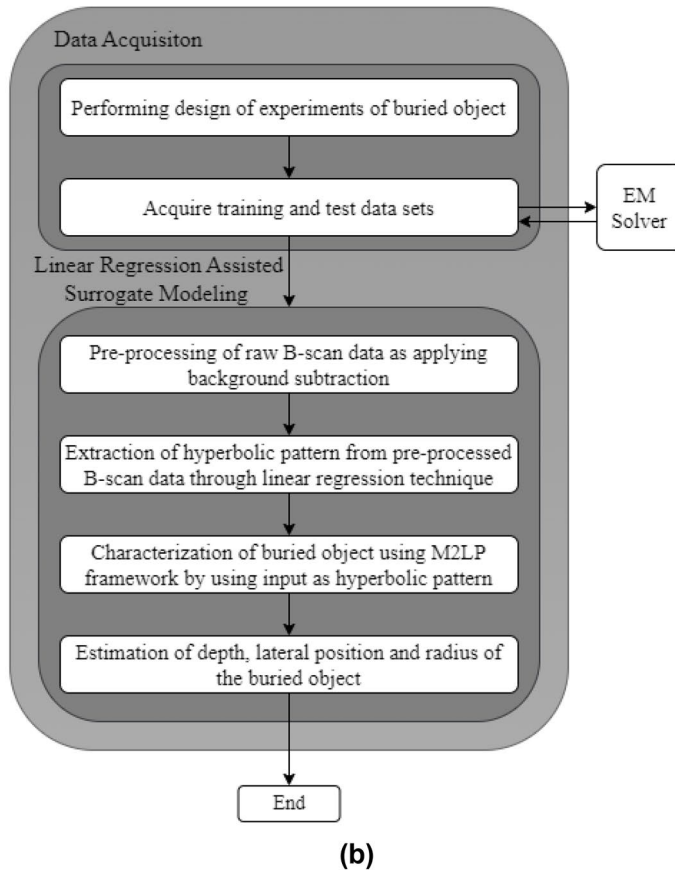 Data Acquisiton
Performing design of experiments of buried object
Acquire training and test data sets
EM
Solver
Linear Regression Assisted
Surrogate Modeling
Pre-processing of raw B-scan data as applying
background subtraction
Extraction of hyperbolic pattern from pre-processed
B-scan data through linear regression technique
Characterization of buried object using M2LP
framework by using input as hyperbolic pattern
Estimation of depth, lateral position and radius of
the buried object
End
(b)